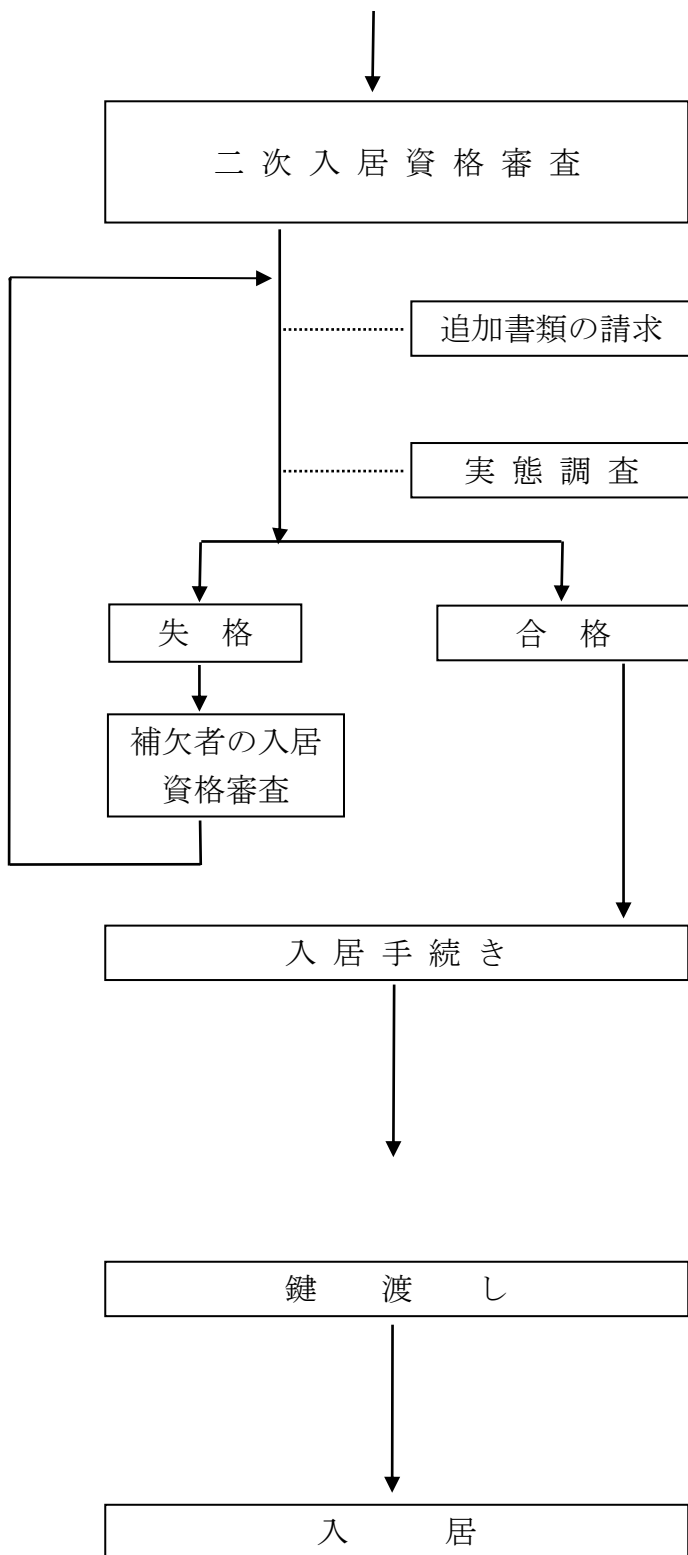 二次入居資格審査
追加書類の請求
実態調査
失格
合格
補欠者の入居
資格審査
入居手続き
鍵渡し
入居